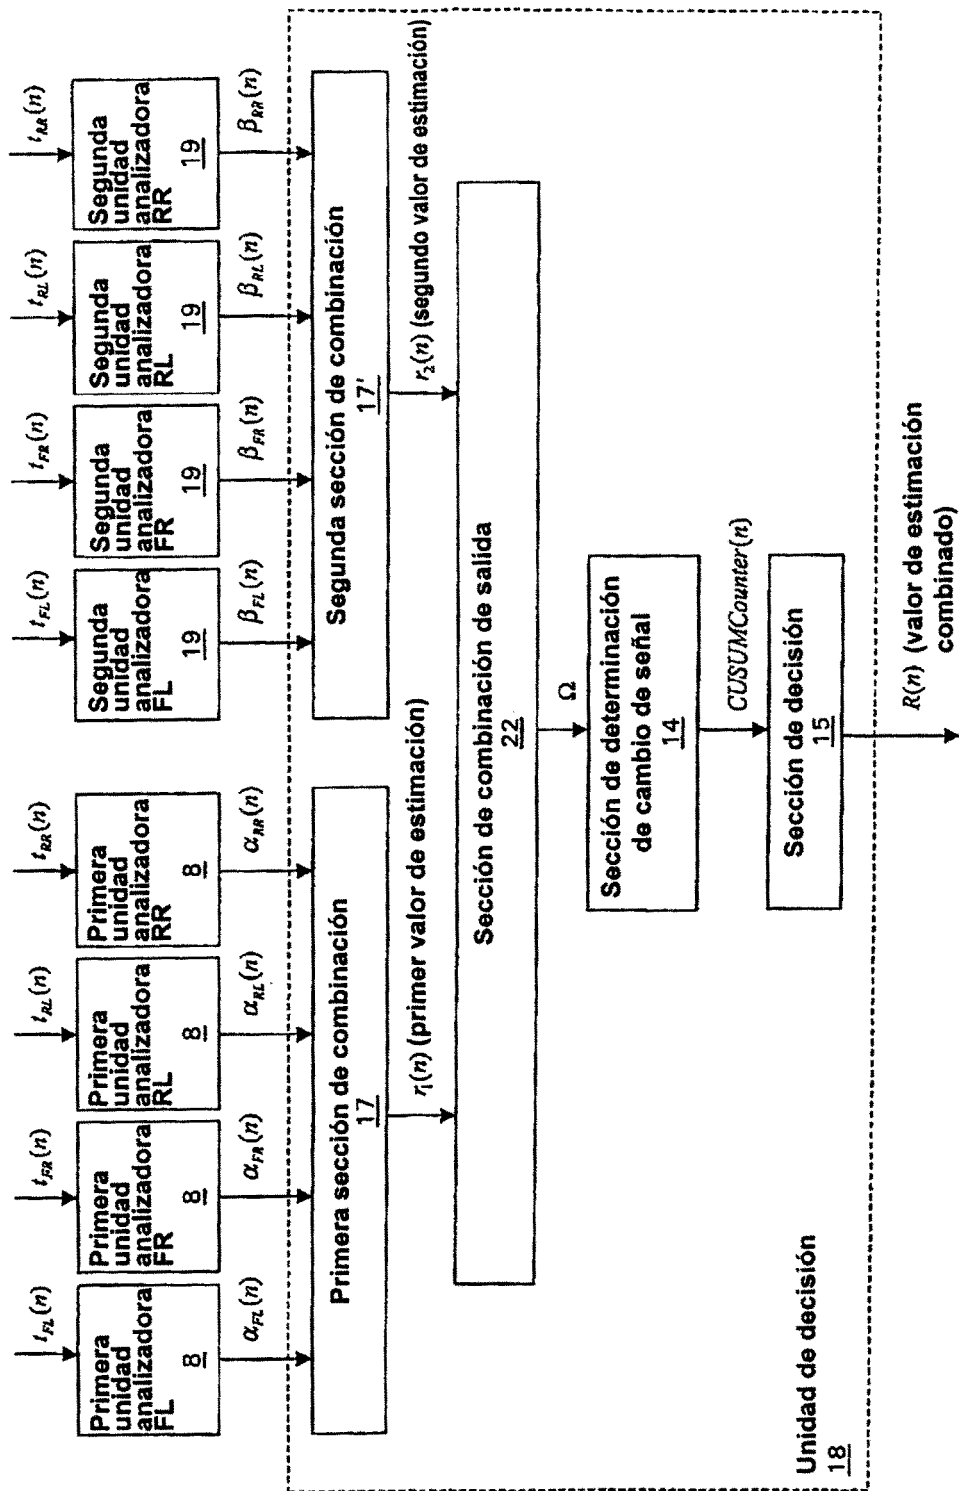 t_FL(n)
t_FR(n)
t_RL(n)
t_RR(n)
t_FL(n)
t_FR(n)
t_RL(n)
t_RR(n)
Primera
unidad
analizadora
FL
8
Primera
unidad
analizadora
FR
8
Primera
unidad
analizadora
RL
8
Primera
unidad
analizadora
RR
8
Segunda
unidad
analizadora
FL
19
Segunda
unidad
analizadora
FR
19
Segunda
unidad
analizadora
RL
19
Segunda
unidad
analizadora
RR
19
α_FL(n)
α_FR(n)
α_RL(n)
α_RR(n)
β_FL(n)
β_FR(n)
β_RL(n)
β_RR(n)
Primera sección de combinación
17
Segunda sección de combinación
17'
r₁(n) (primer valor de estimación)
r₂(n) (segundo valor de estimación)
Sección de combinación de salida
22
Ω
Sección de determinación
de cambio de señal
14
CUSUMCounter(n)
Sección de decisión
15
Unidad de decisión
18
R(n) (valor de estimación
combinado)